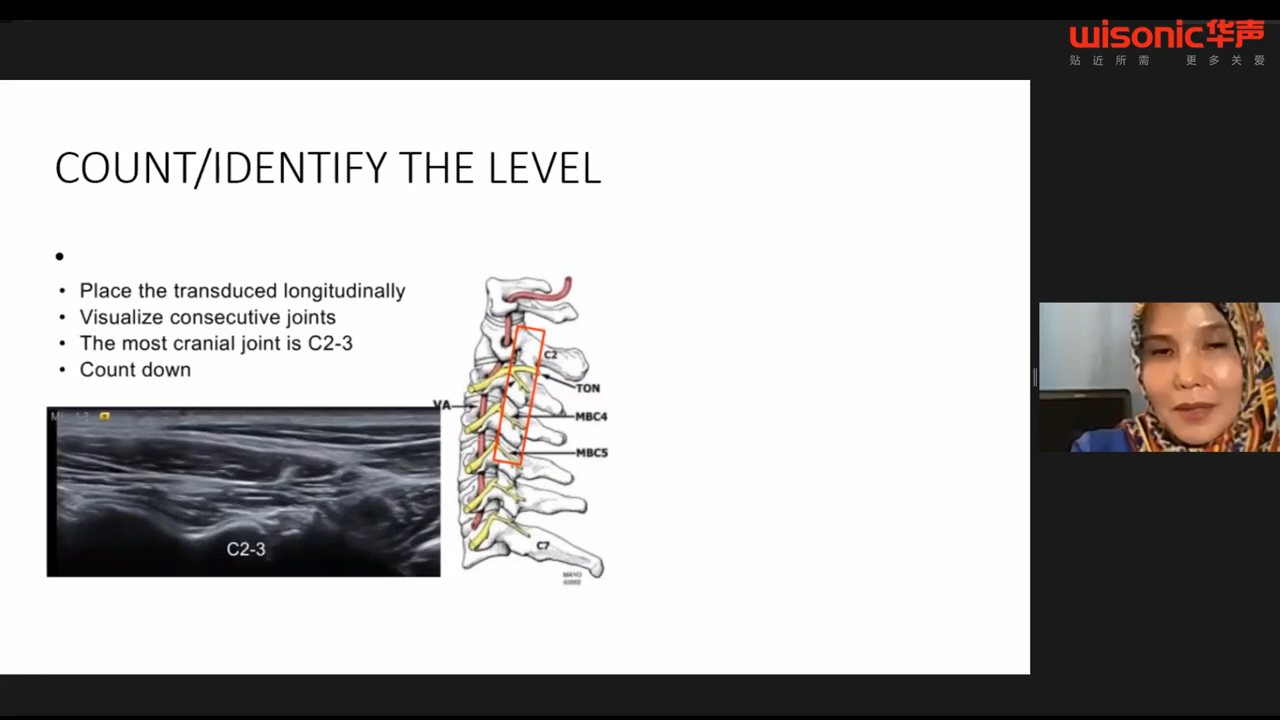 wisonic华声
贴近所需 更多关爱
COUNT/IDENTIFY THE LEVEL
•
• Place the transduced longitudinally
• Visualize consecutive joints
• The most cranial joint is C2-3
• Count down
C2
TON
VA
MBC4
MBC5
C7
MAYO
C2-3